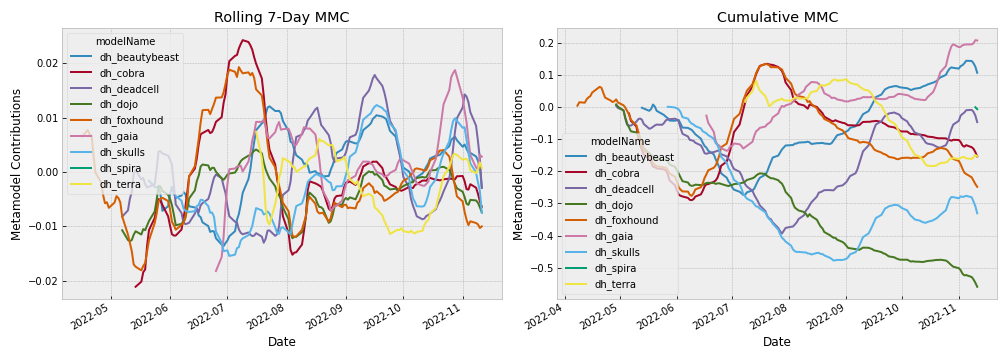 Rolling 7-Day MMC
Metamodel Contributions
0.02
0.01
0.00
−0.01
−0.02
modelName
dh_beautybeast
dh_cobra
dh_deadcell
dh_dojo
dh_foxhound
dh_gaia
dh_skulls
dh_spira
dh_terra
2022-05
2022-06
2022-07
2022-08
2022-09
2022-10
2022-11
Date
Cumulative MMC
Metamodel Contributions
0.2
0.1
0.0
−0.1
−0.2
−0.3
−0.4
−0.5
modelName
dh_beautybeast
dh_cobra
dh_deadcell
dh_dojo
dh_foxhound
dh_gaia
dh_skulls
dh_spira
dh_terra
2022-04
2022-05
2022-06
2022-07
2022-08
2022-09
2022-10
2022-11
Date